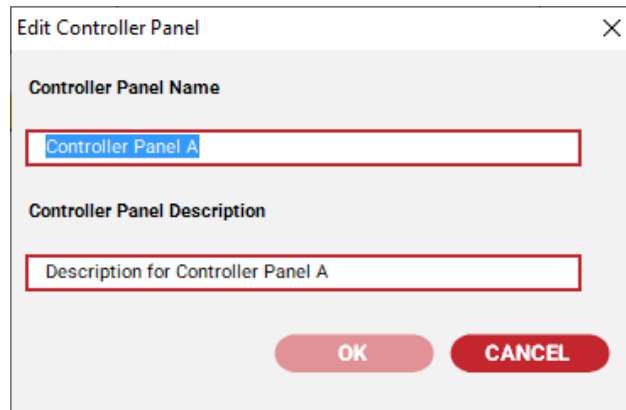 Edit Controller Panel
Controller Panel Name
Controller Panel A
Controller Panel Description
Description for Controller Panel A
OK CANCEL